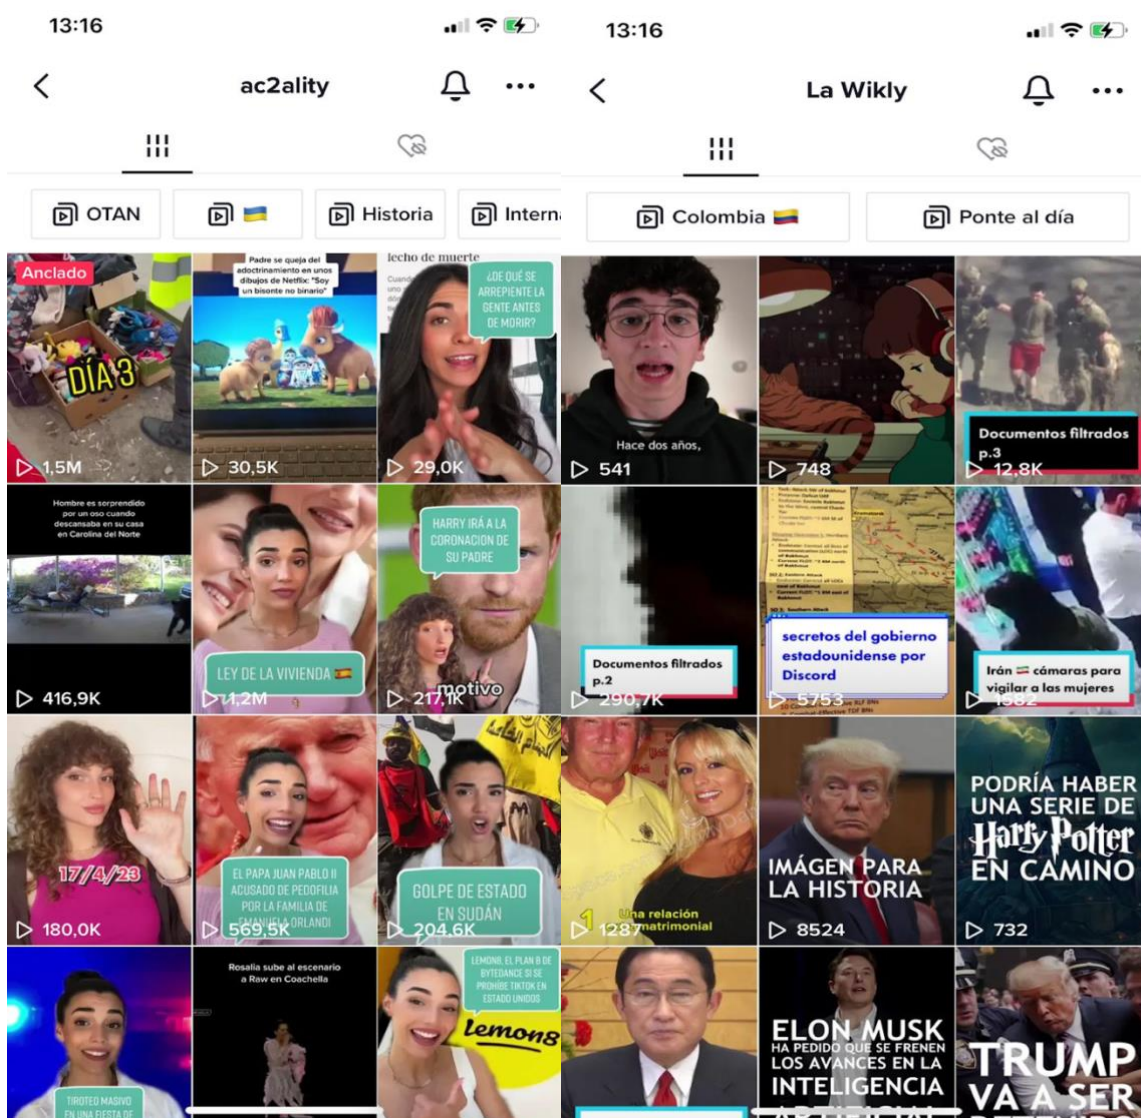 13:16
ac2ality
OTAN
Historia
Intern
Anclado
DÍA 3
1,5M
Padre se queja del
adoctrinamiento en unos
dibujos de Netflix: "Soy
un bisonte no binario"
30,5K
lecho de muerte
¿DE QUÉ SE
ARREPIENTE LA
GENTE ANTES
DE MORIR?
29,0K
Hombre es sorprendido
por un oso cuando
descansaba en su casa
en Carolina del Norte
416,9K
LEY DE LA VIVIENDA
1,2M
HARRY IRÁ A LA
CORONACION DE
SU PADRE
motivo
217,1K
17/4/23
180,0K
EL PAPA JUAN PABLO II
ACUSADO DE PEDOFILIA
POR LA FAMILIA DE
EMANUELA ORLANDI
569,5K
GOLPE DE ESTADO
EN SUDÁN
204,6K
TIROTEO MASIVO
EN UNA FIESTA DE
Rosalia sube al escenario
a Raw en Coachella
LEMON8, EL PLAN B DE
BYTEDANCE SI SE
PROHÍBE TIKTOK EN
ESTADO UNIDOS
Lemon8
13:16
La Wikly
Colombia
Ponte al día
Hace dos años,
541
748
Documentos filtrados
p.3
12,8K
Documentos filtrados
p.2
290,7K
secretos del gobierno
estadounidense por
Discord
5753
Irán cámaras para
vigilar a las mujeres
1582
1 Una relación
matrimonial
1287
IMÁGEN PARA
LA HISTORIA
8524
PODRÍA HABER
UNA SERIE DE
Harry Potter
EN CAMINO
732
ELON MUSK
HA PEDIDO QUE SE FRENEN
LOS AVANCES EN LA
INTELIGENCIA
TRUMP
VA A SER